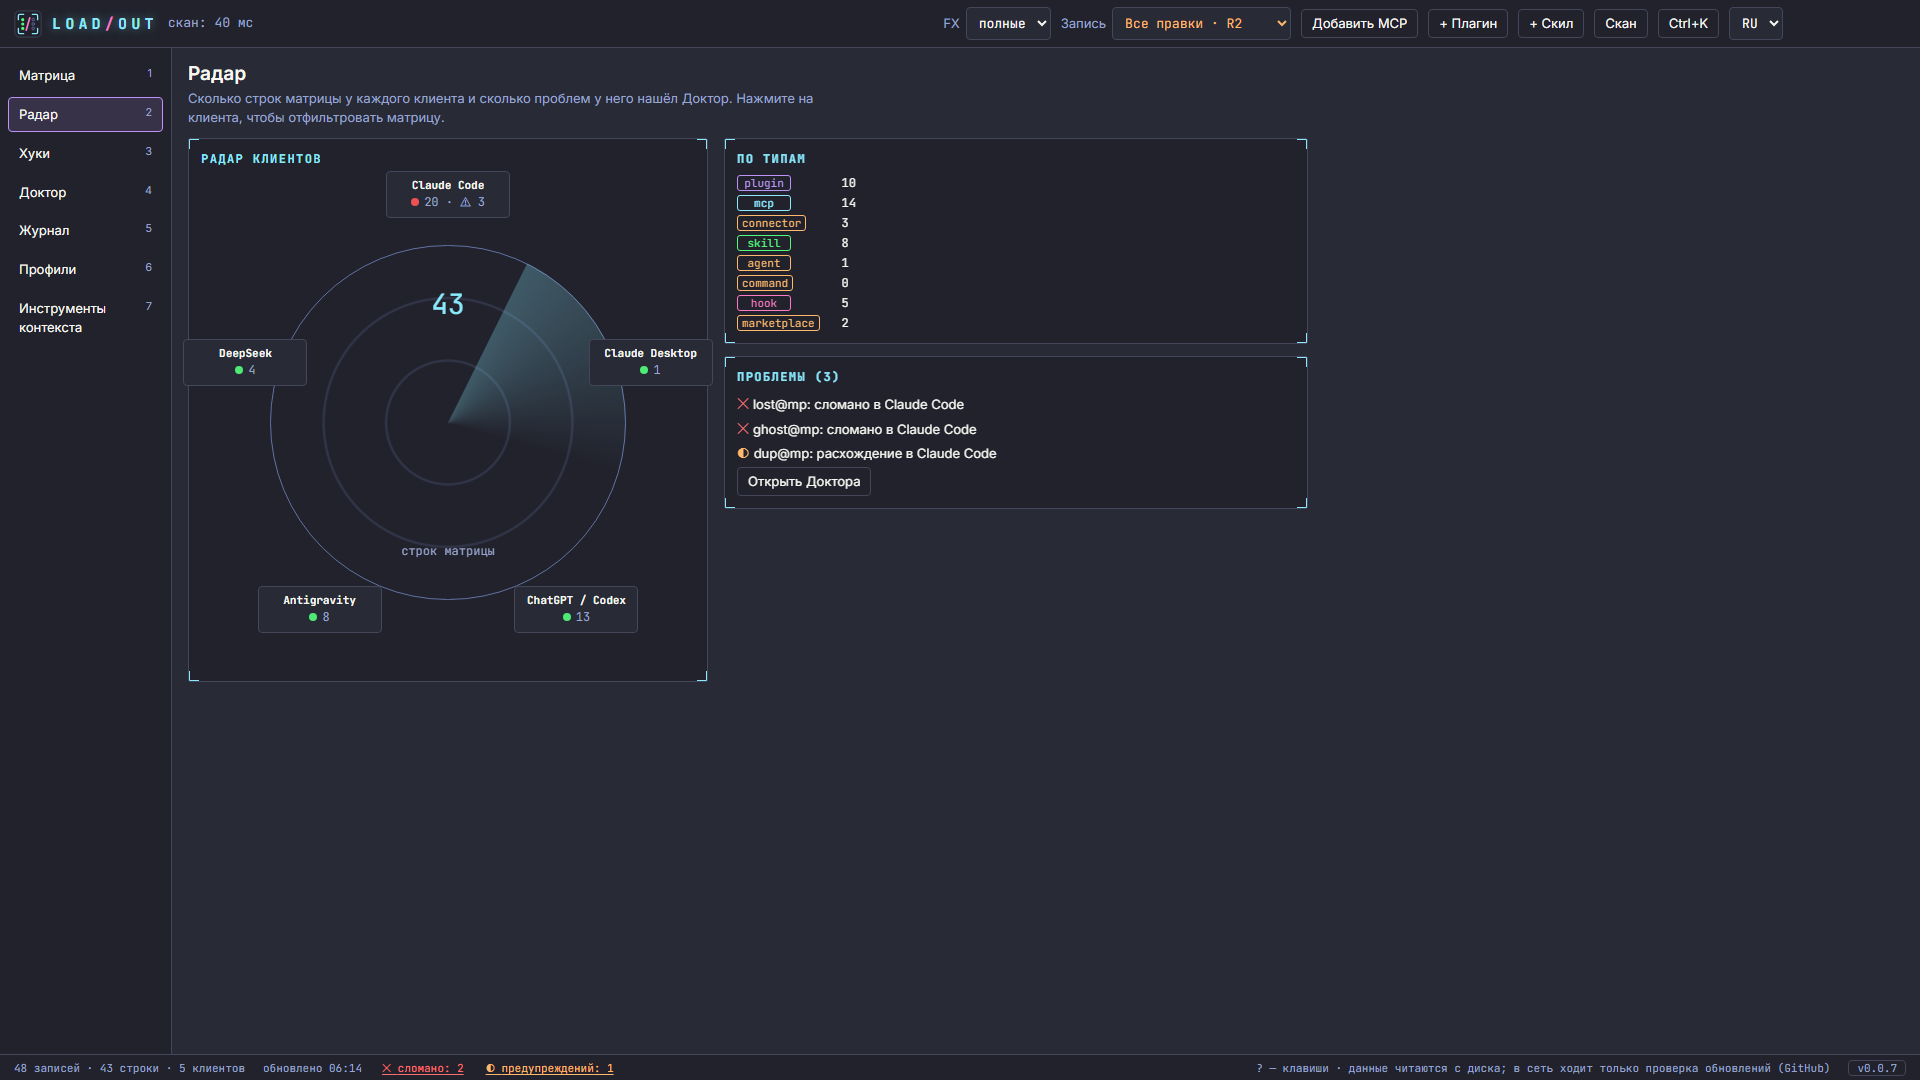 LOAD/OUT скан: 40 мс
FX полные Запись Все правки · R2 Добавить MCP + Плагин + Скил Скан Ctrl+K RU
Матрица 1
Радар 2
Хуки 3
Доктор 4
Журнал 5
Профили 6
Инструменты контекста 7
Радар
Сколько строк матрицы у каждого клиента и сколько проблем у него нашёл Доктор. Нажмите на
клиента, чтобы отфильтровать матрицу.
РАДАР КЛИЕНТОВ
Claude Code
20 · ⚠ 3
43
DeepSeek
4
Claude Desktop
1
строк матрицы
Antigravity
8
ChatGPT / Codex
13
ПО ТИПАМ
plugin 10
mcp 14
connector 3
skill 8
agent 1
command 0
hook 5
marketplace 2
ПРОБЛЕМЫ (3)
lost@mp: сломано в Claude Code
ghost@mp: сломано в Claude Code
dup@mp: расхождение в Claude Code
Открыть Доктора
48 записей · 43 строки · 5 клиентов обновлено 06:14 сломано: 2 предупреждений: 1
? — клавиши · данные читаются с диска; в сеть ходит только проверка обновлений (GitHub) v0.0.7